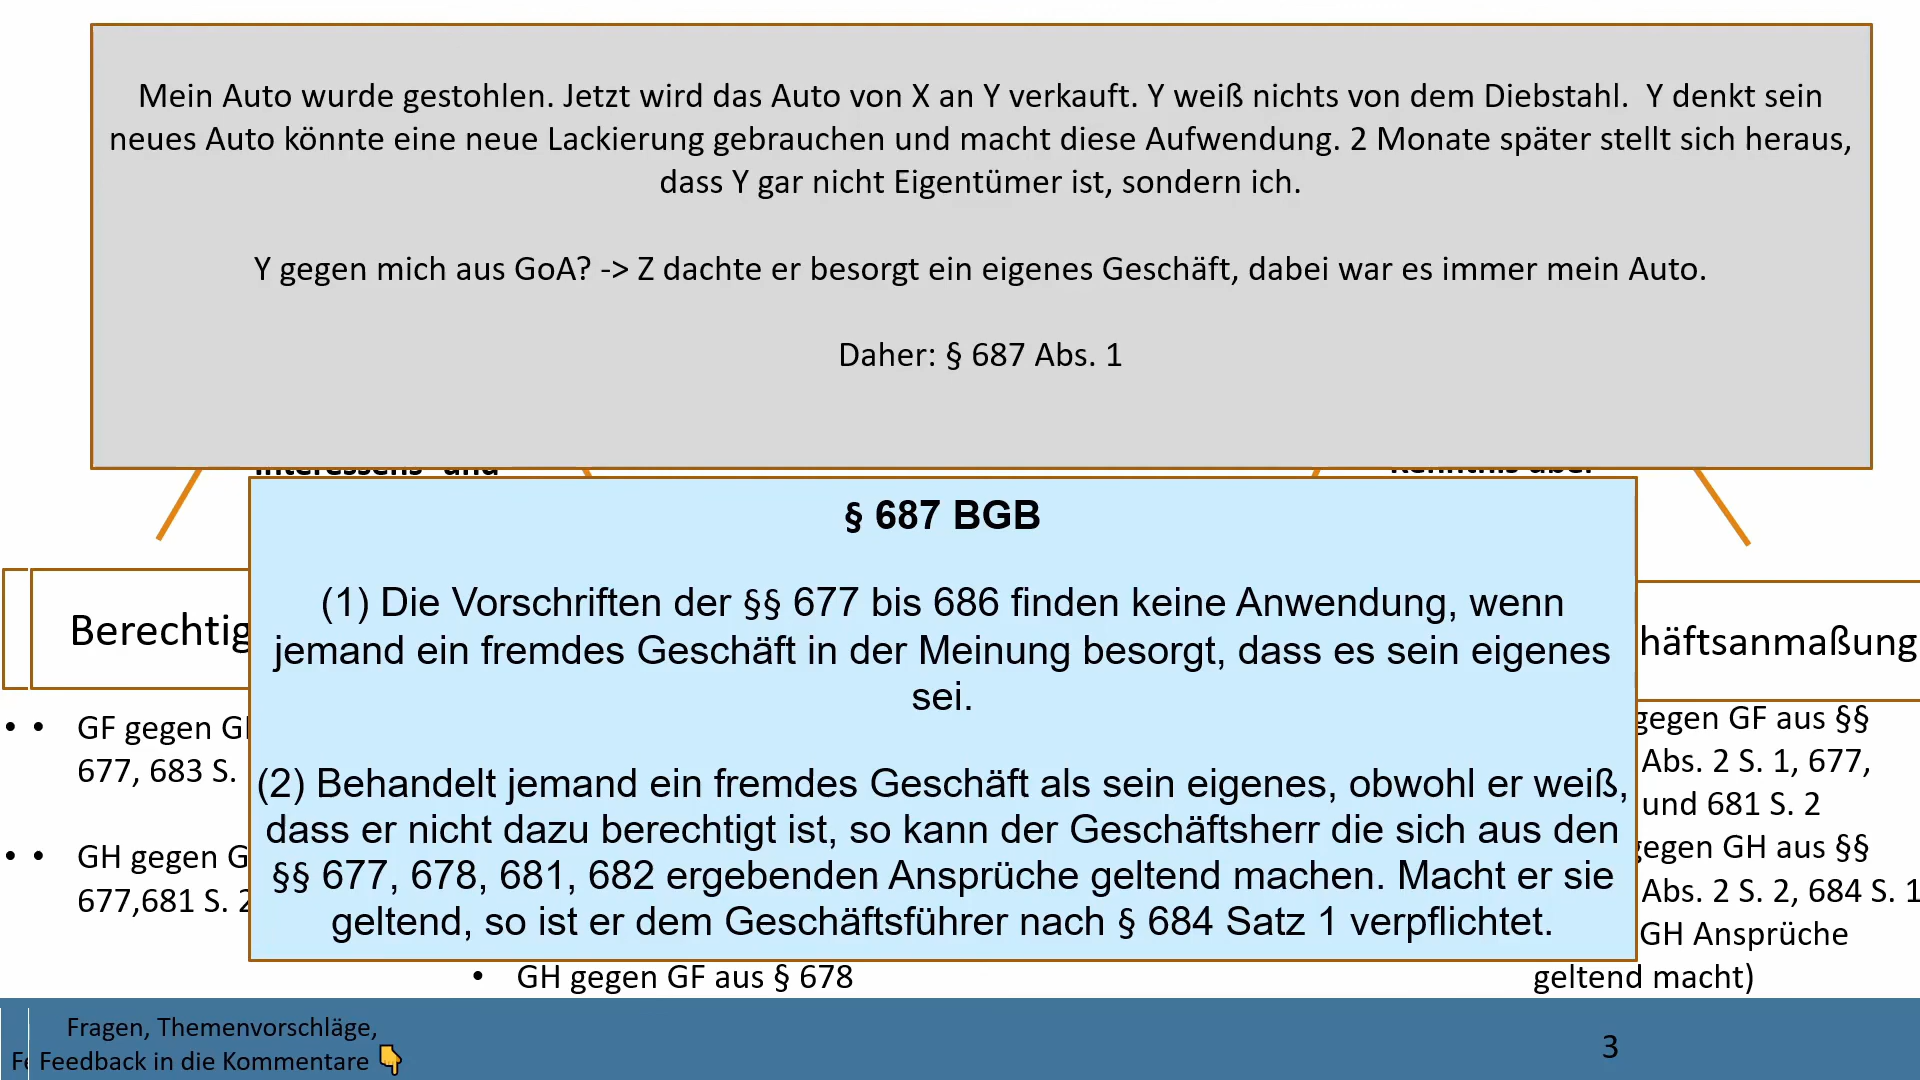 Mein Auto wurde gestohlen. Jetzt wird das Auto von X an Y verkauft. Y weiß nichts von dem Diebstahl.  Y denkt sein
neues Auto könnte eine neue Lackierung gebrauchen und macht diese Aufwendung. 2 Monate später stellt sich heraus,
dass Y gar nicht Eigentümer ist, sondern ich.
Y gegen mich aus GoA? -> Z dachte er besorgt ein eigenes Geschäft, dabei war es immer mein Auto.
Daher: § 687 Abs. 1
§ 687 BGB
(1) Die Vorschriften der §§ 677 bis 686 finden keine Anwendung, wenn
jemand ein fremdes Geschäft in der Meinung besorgt, dass es sein eigenes
sei.
(2) Behandelt jemand ein fremdes Geschäft als sein eigenes, obwohl er weiß,
dass er nicht dazu berechtigt ist, so kann der Geschäftsherr die sich aus den
§§ 677, 678, 681, 682 ergebenden Ansprüche geltend machen. Macht er sie
geltend, so ist er dem Geschäftsführer nach § 684 Satz 1 verpflichtet.
Berechtig
• • GF gegen G
677, 683 S.
• • GH gegen G
677,681 S. 2
• GH gegen GF aus § 678
häftsanmaßung
gegen GF aus §§
Abs. 2 S. 1, 677,
und 681 S. 2
gegen GH aus §§
Abs. 2 S. 2, 684 S. 1
GH Ansprüche
geltend macht)
Fragen, Themenvorschläge,
Feedback in die Kommentare 👇
3